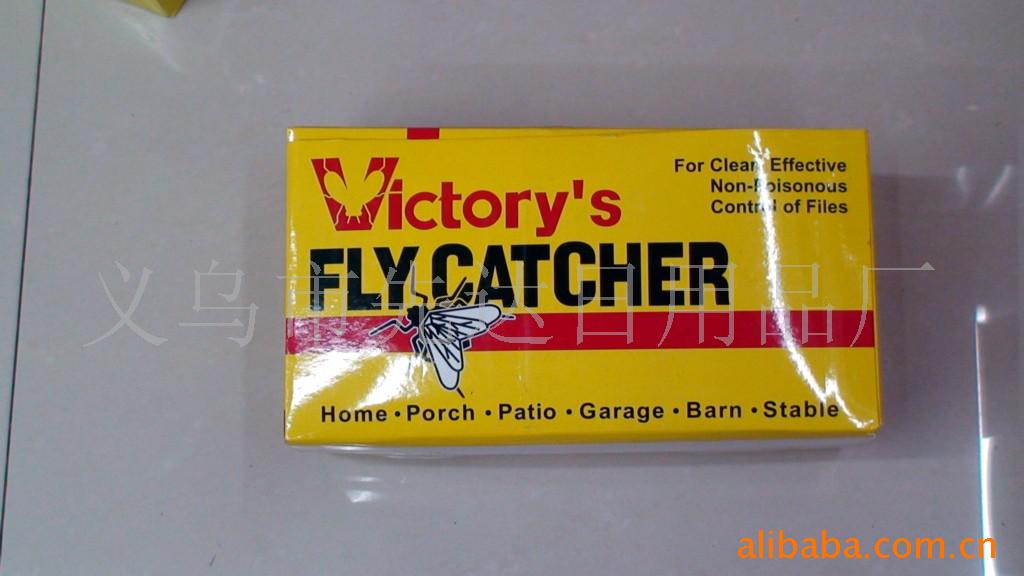 Victory's
For Clean Effective
Non-Poisonous
Control of Files
FLY CATCHER
义乌市 达日用品厂
Home • Porch • Patio • Garage • Barn • Stable
alibaba.com.cn